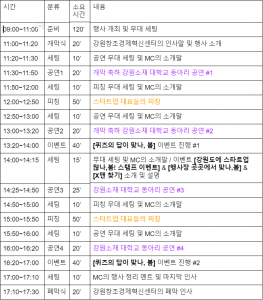 시간 분류 소요시간 내용
09:00~11:00 준비 120' 행사 개최 및 무대 세팅
11:00~11:20 개막식 20' 강원창조경제혁신센터의 인사말 및 행사 소개
11:20~11:30 세팅 10' 공연 무대 세팅 및 MC의 소개말
11:30~11:50 공연1 20' 개막 축하 강원소재 대학교 동아리 공연 #1
11:50~12:00 세팅 10' 피칭 무대 세팅 및 MC의 소개말
12:00~12:50 피칭 50' 스타트업 대표들의 피칭
12:50~13:00 세팅 10' 공연 무대 세팅 및 MC의 소개말
13:00~13:20 공연2 20' 개막 축하 강원소재 대학교 동아리 공연 #2
13:20~14:00 이벤트 40' [퀴즈의 답이 맞나, 봄] 이벤트 진행 #1
14:00~14:15 세팅 15' 무대 세팅 및 MC의 소개말 / 이벤트 [강원도에 스타트업
많나,봄! 스탬프 이벤트] & [행사장 곳곳에서 맞나,봄] &
[X맨 찾기] 소개 및 설명
14:25~14:50 공연3 25' 강원소재 대학교 동아리 공연 #3
14:50~15:00 세팅 10' 피칭 무대 세팅 및 MC의 소개말
15:00~15:50 피칭 50' 스타트업 대표들의 피칭
15:50~16:00 세팅 10' 공연 무대 세팅 및 MC의 소개말
16:00~16:20 공연4 20' 강원소재 대학교 동아리 공연 #4
16:20~17:00 이벤트 40' [퀴즈의 답이 맞나, 봄] 이벤트 진행 #2
17:00~17:10 세팅 10' MC의 행사 정리 멘트 및 마지막 인사
17:10~17:30 폐막식 20' 강원창조경제혁신센터의 폐막 인사